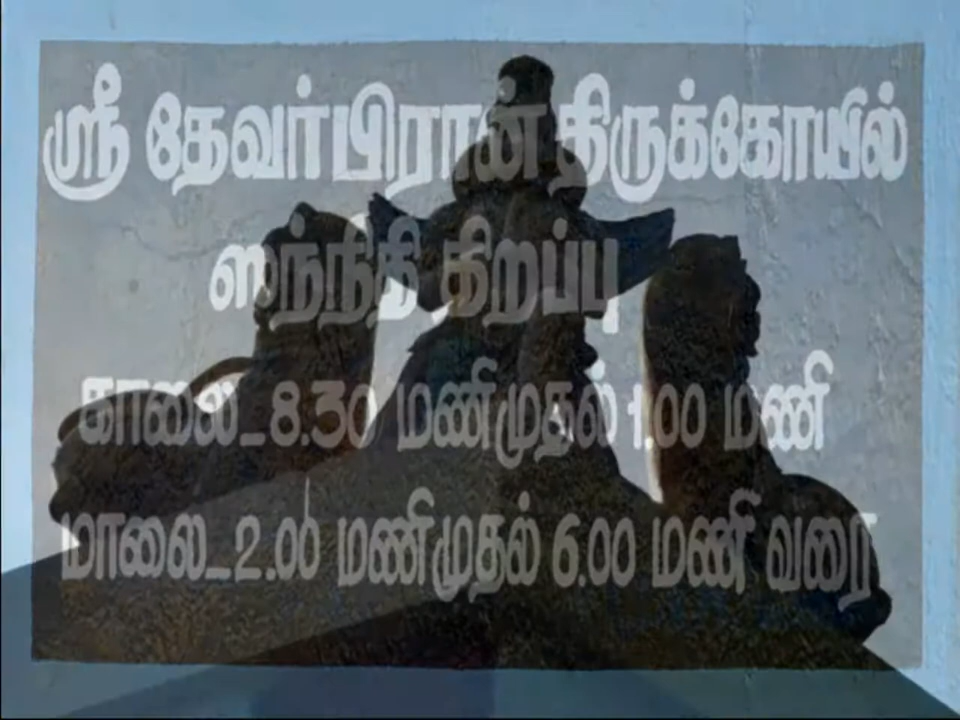 ஸ்ரீ தேவர்பிரான் திருக்கோயில்
ஸந்நிதி திறப்பு
காலை_8.30 மணிமுதல் 1.00 மணி
மாலை_2.00 மணிமுதல் 6.00 மணி வரை